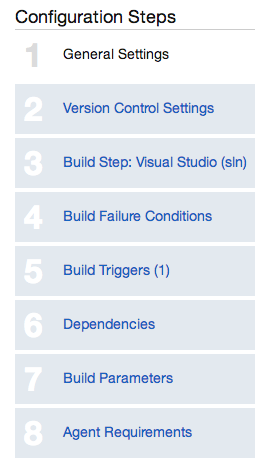 Configuration Steps
1 General Settings
2 Version Control Settings
3 Build Step: Visual Studio (sln)
4 Build Failure Conditions
5 Build Triggers (1)
6 Dependencies
7 Build Parameters
8 Agent Requirements